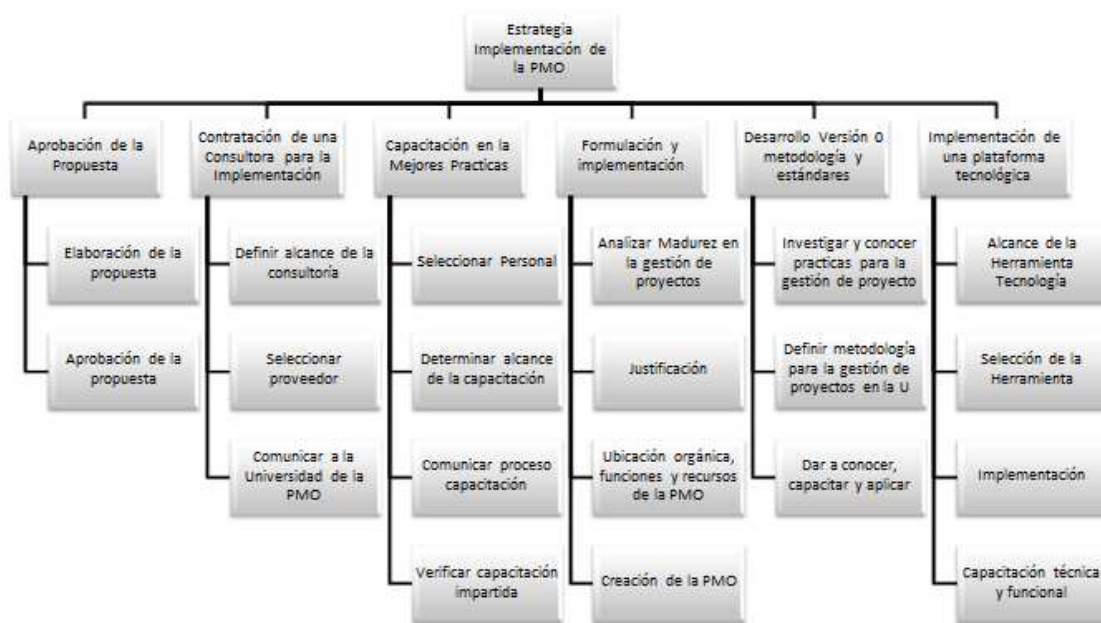 Estrategia
Implementación de
la PMO
Aprobación de la
Propuesta
Contratación de una
Consultora para la
Implementación
Capacitación en la
Mejores Practicas
Formulación y
implementación
Desarrollo Versión 0
metodología y
estándares
Implementación de
una plataforma
tecnológica
Elaboración de la
propuesta
Aprobación de la
propuesta
Definir alcance de la
consultoría
Seleccionar
proveedor
Comunicar a la
Universidad de la
PMO
Seleccionar Personal
Determinar alcance
de la capacitación
Comunicar proceso
capacitación
Verificar capacitación
impartida
Analizar Madurez en
la gestión de
proyectos
Justificación
Ubicación orgánica,
funciones y recursos
de la PMO
Creación de la PMO
Investigar y conocer
practicas para la
gestión de proyecto
Definir metodología
para la gestión de
proyectos en la U
Dar a conocer,
capacitar y aplicar
Alcance de la
Herramienta
Tecnología
Selección de la
Herramienta
Implementación
Capacitación técnica
y funcional